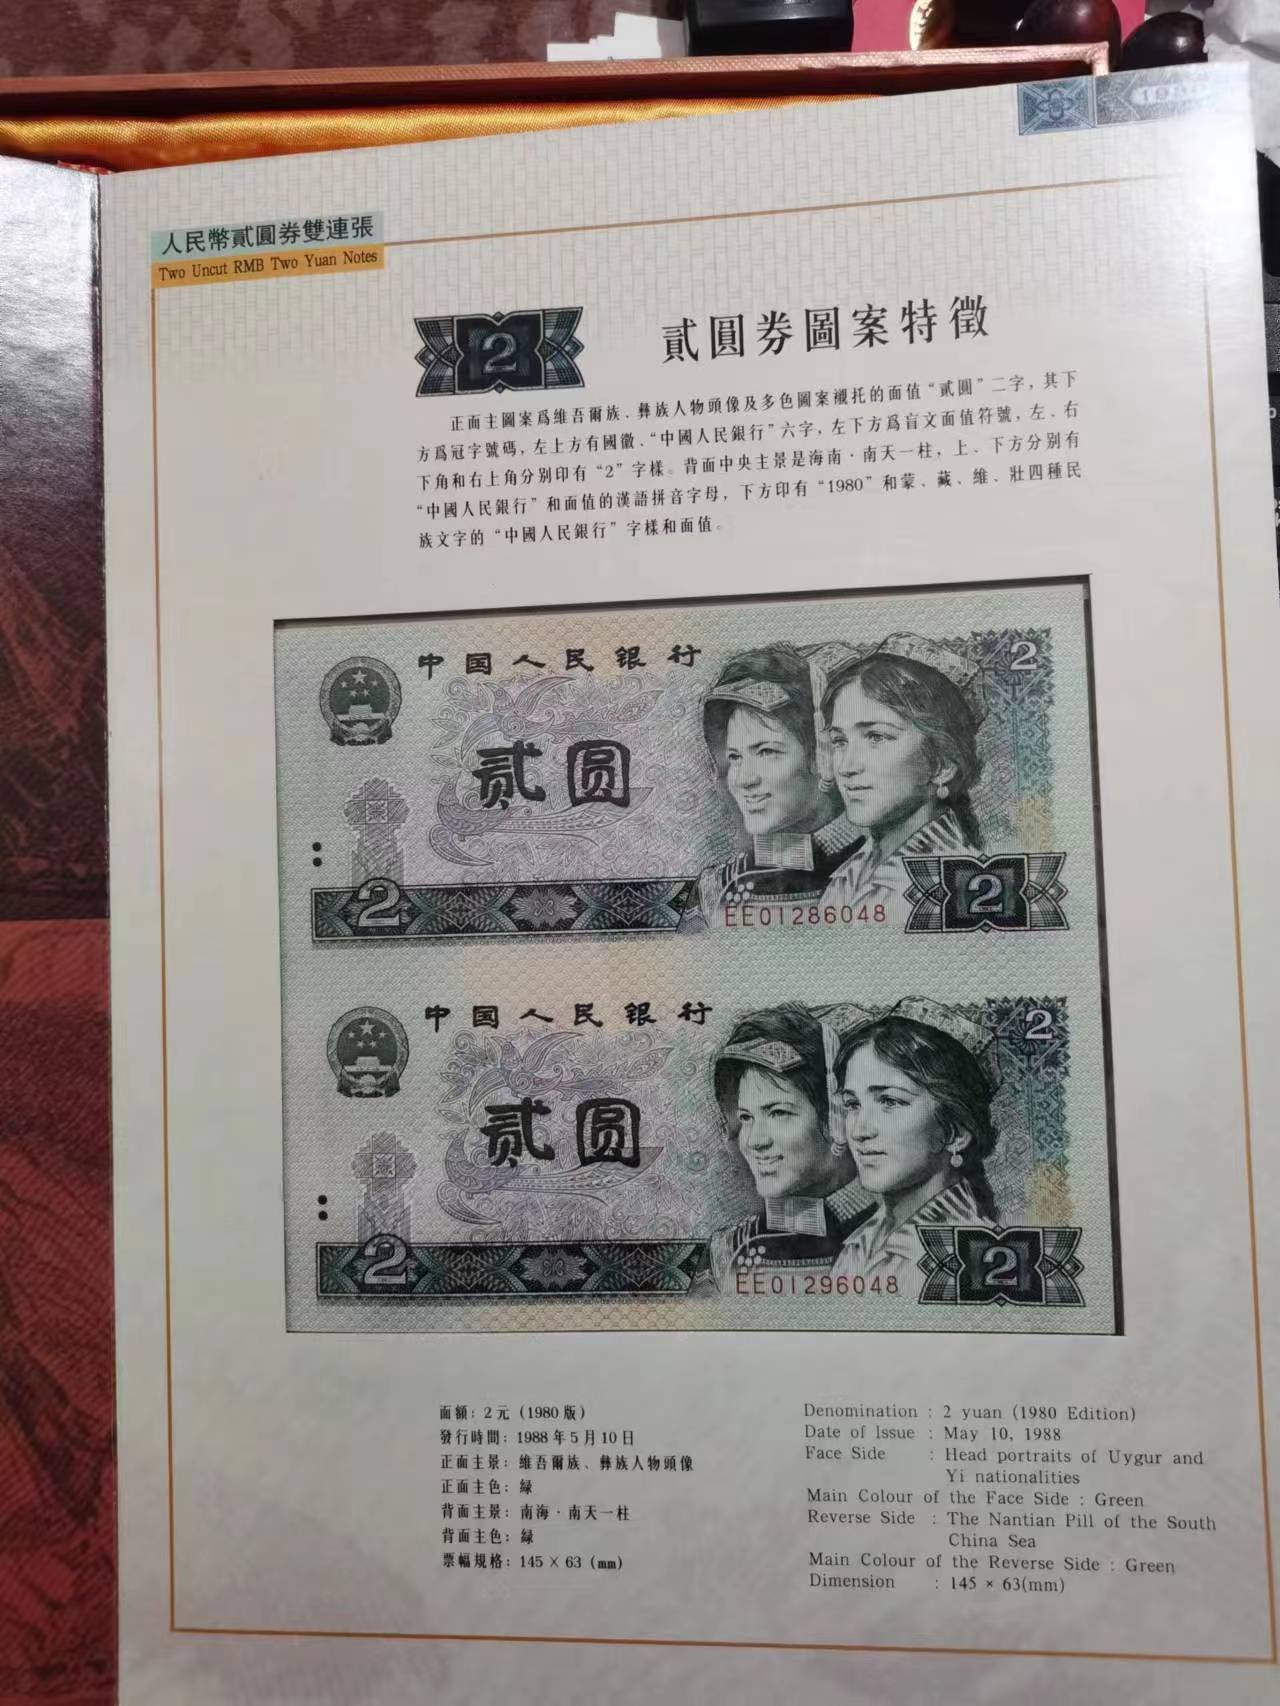 人民幣貳圓券雙連張
Two Uncut RMB Two Yuan Notes
2
貳圓券圖案特徵
正面主圖案爲維吾爾族、彝族人物頭像及多色圖案襯托的面值“貳圓”二字，其下
方爲冠字號碼，左上方有國徽、“中國人民銀行”六字，左下方爲盲文面值符號，左、右
下角和右上角分别印有“2”字樣。背面中央主景是海南·南天一柱，上、下方分别有
“中國人民銀行”和面值的漢語拼音字母，下方印有“1980”和蒙、藏、維、壯四種民
族文字的“中國人民銀行”字樣和面值。
中国人民银行
2
贰圆
2
EE01286048
2
中国人民银行
2
贰圆
2
EE01296048
2
面額：2元（1980版）
發行時間：1988年5月10日
正面主景：維吾爾族、彝族人物頭像
正面主色：緑
背面主景：南海·南天一柱
背面主色：緑
票幅規格：145×63（mm）
Denomination : 2 yuan (1980 Edition)
Date of Issue : May 10, 1988
Face Side : Head portraits of Uygur and
Yi nationalities
Main Colour of the Face Side : Green
Reverse Side : The Nantian Pill of the South
China Sea
Main Colour of the Reverse Side : Green
Dimension : 145 × 63(mm)